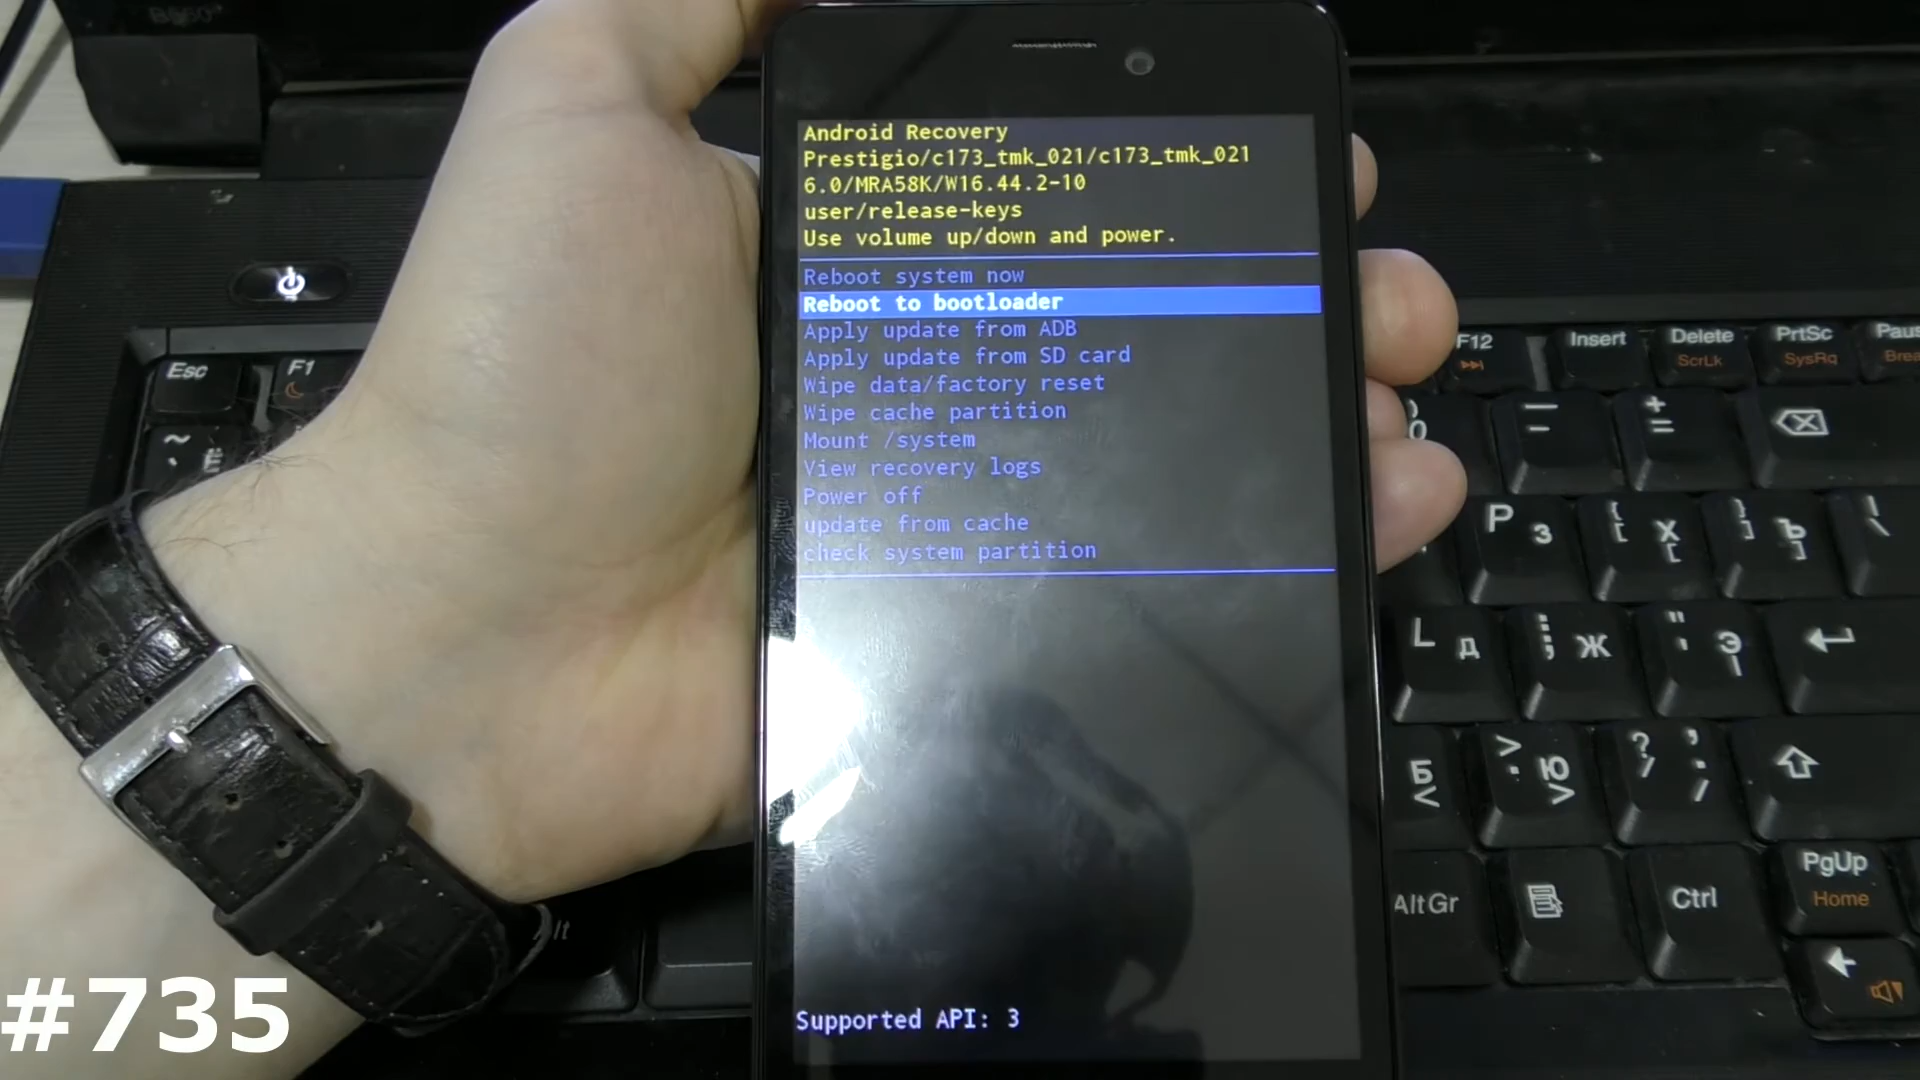 Android Recovery
Prestigio/c173_tmk_021/c173_tmk_021
6.0/MRA58K/W16.44.2-10
user/release-keys
Use volume up/down and power.
Reboot system now
Reboot to bootloader
Apply update from ADB
Apply update from SD card
Wipe data/factory reset
Wipe cache partition
Mount /system
View recovery logs
Power off
update from cache
check system partition
Supported API: 3
Esc
F1
~
F12
Insert
Delete
ScrLk
PrtSc
SysRq
- _
+ =
P З
{ [ Х
} ] Ъ
\
L Д
: ; Ж
" ' Э
Б <
> . Ю
? /
AltGr
Ctrl
PgUp
Home
Alt
#735